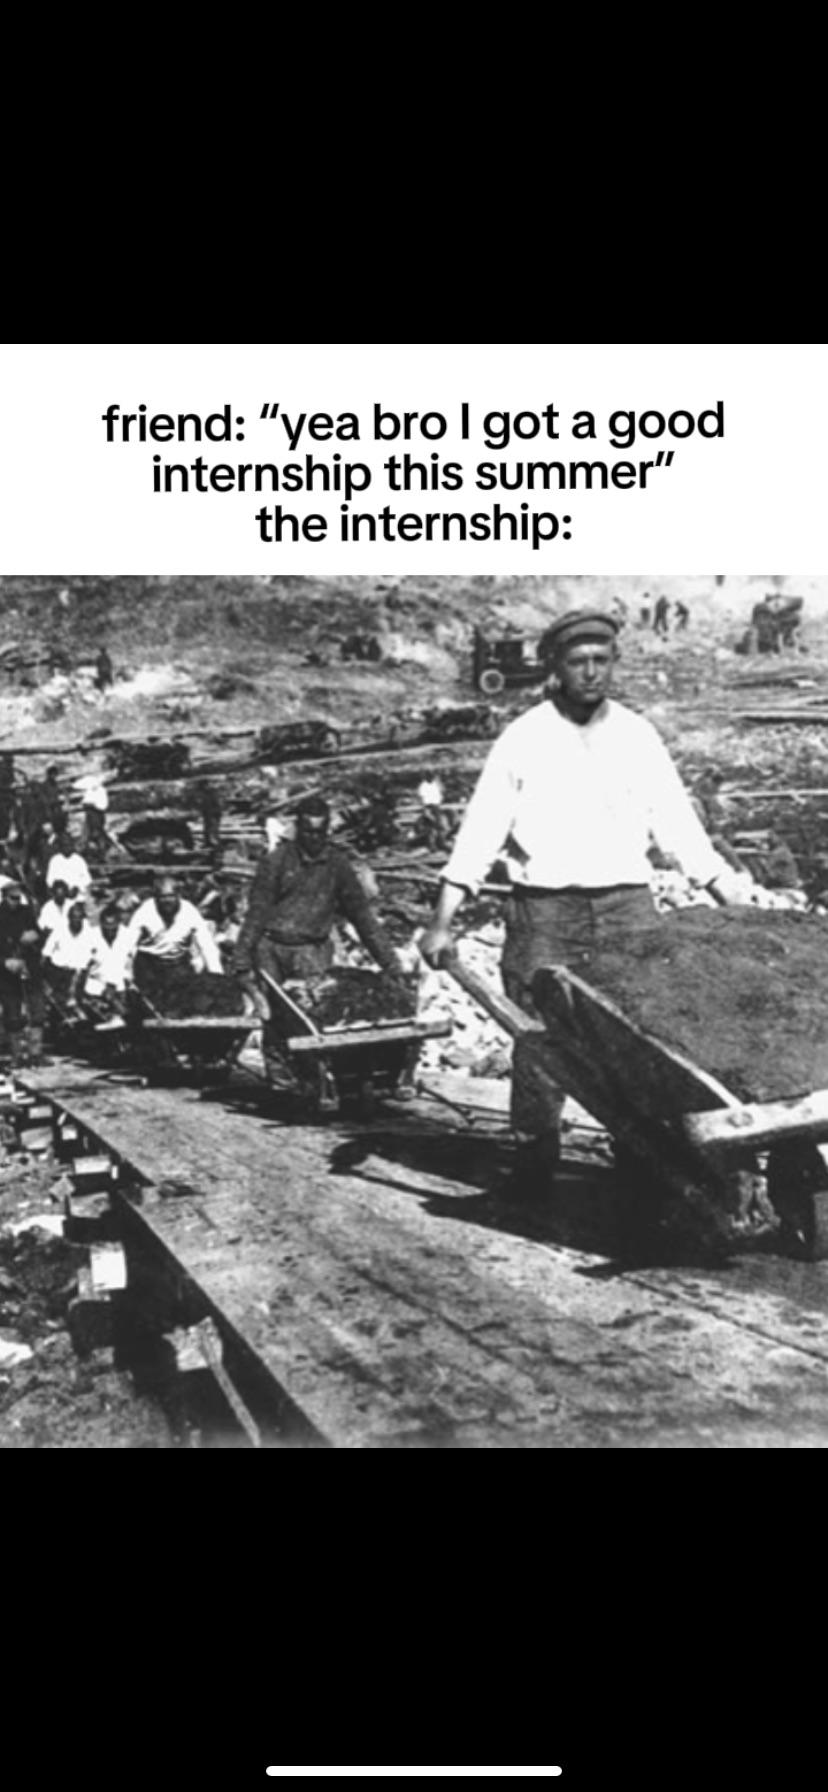 friend: “yea bro I got a good
internship this summer”
the internship: